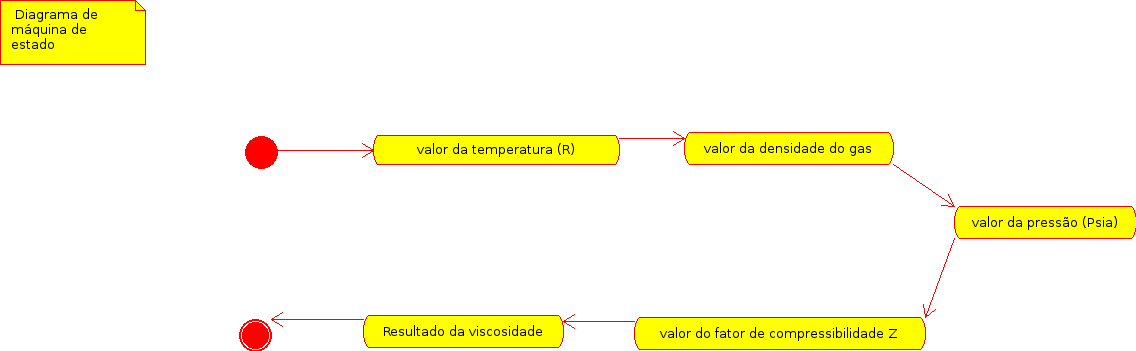 Diagrama de
máquina de
estado
valor da temperatura (R)
valor da densidade do gas
valor da pressão (Psia)
valor do fator de compressibilidade Z
Resultado da viscosidade